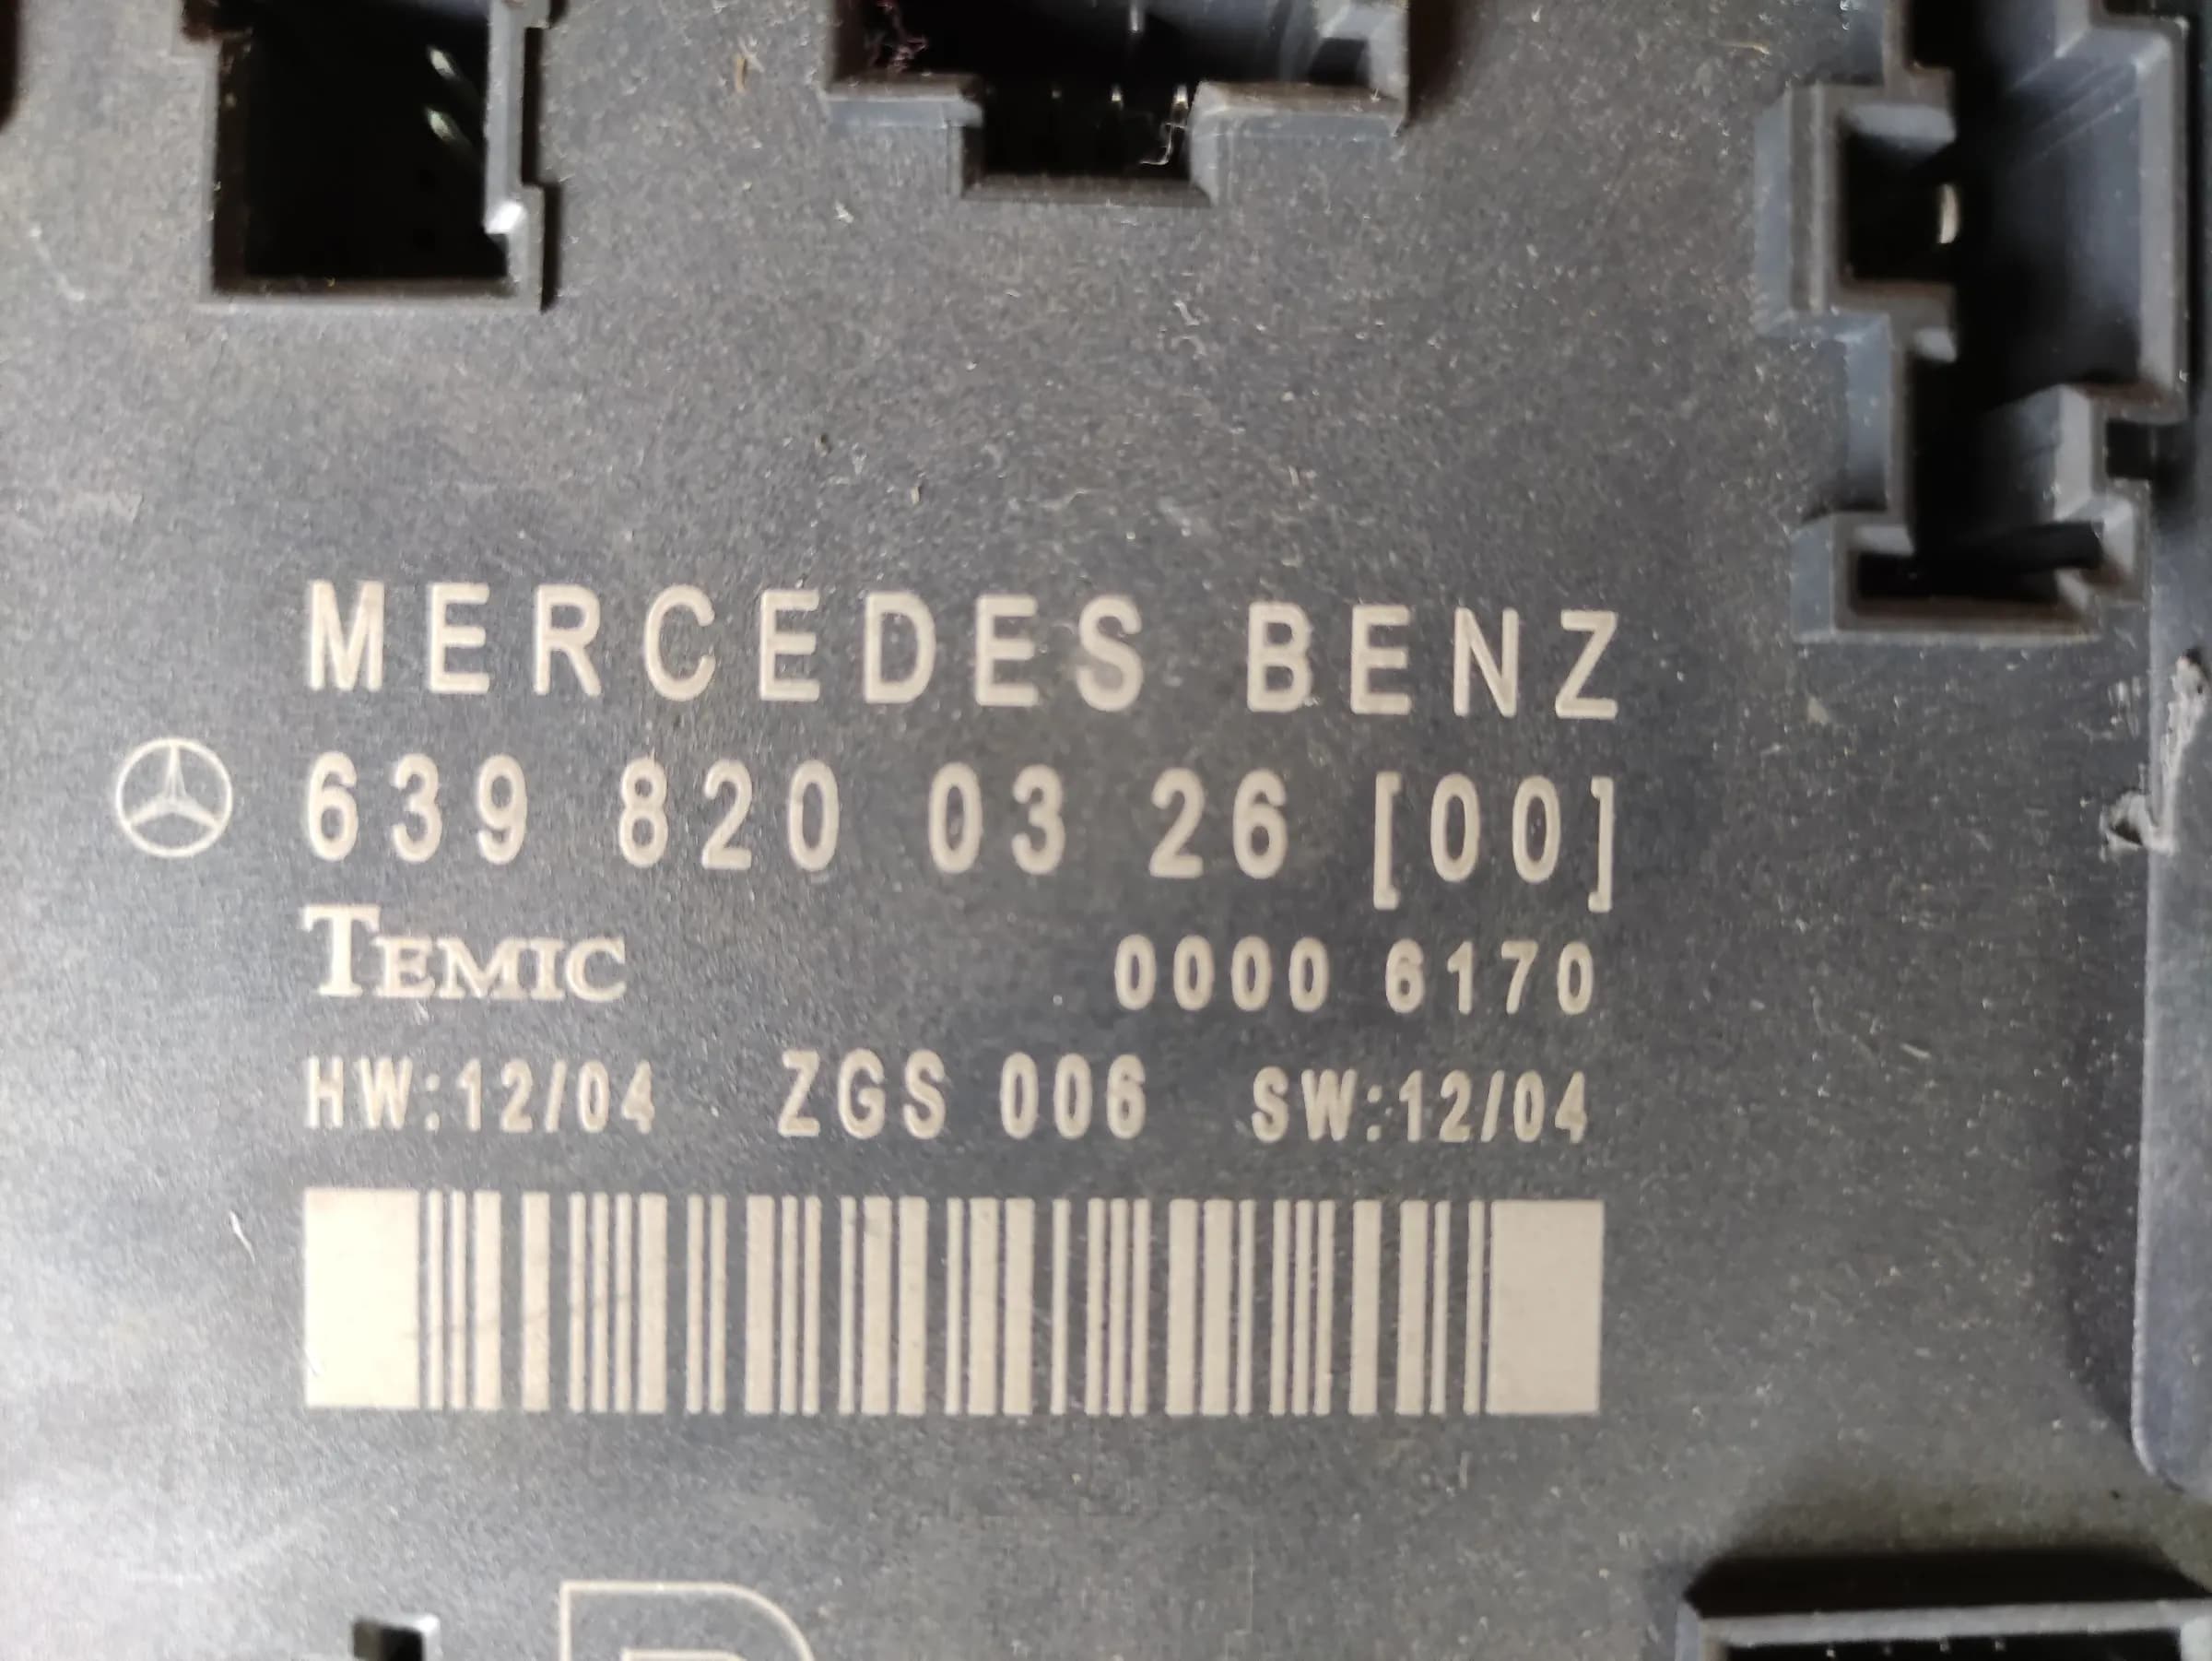 MERCEDES BENZ
639 820 03 26 [00]
TEMIC 0000 6170
HW:12/04 ZGS 006 SW:12/04